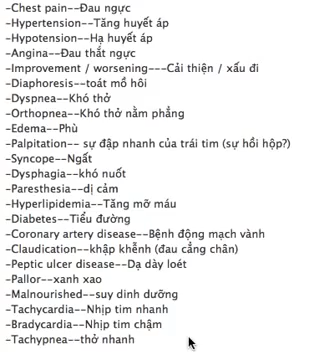 -Chest pain--Đau ngực
-Hypertension--Tăng huyết áp
-Hypotension--Hạ huyết áp
-Angina--Đau thắt ngực
-Improvement / worsening---Cải thiện / xấu đi
-Diaphoresis--toát mồ hôi
-Dyspnea--Khó thở
-Orthopnea--Khó thở nằm phẳng
-Edema--Phù
-Palpitation-- sự đập nhanh của trái tim (sự hồi hộp?)
-Syncope--Ngất
-Dysphagia--khó nuốt
-Paresthesia--dị cảm
-Hyperlipidemia--Tăng mỡ máu
-Diabetes--Tiểu đường
-Coronary artery disease--Bệnh động mạch vành
-Claudication--khập khễnh (đau cẳng chân)
-Peptic ulcer disease--Dạ dày loét
-Pallor--xanh xao
-Malnourished--suy dinh dưỡng
-Tachycardia--Nhịp tim nhanh
-Bradycardia--Nhịp tim chậm
-Tachypnea--thở nhanh